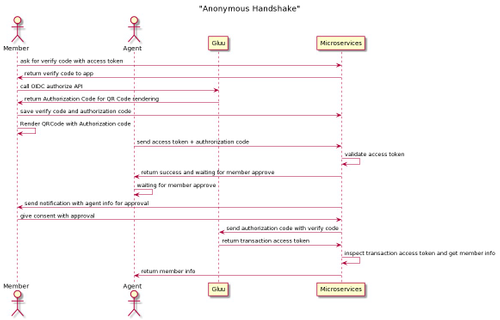 "Anonymous Handshake"
Member
Agent
Gluu
Microservices
ask for verify code with access token
return verify code to app
call OIDC authorize API
return Authorization Code for QR Code rendering
save verify code and authorization code
Render QRCode with Authorization code
send access token + authrorization code
validate access token
return success and waiting for member approve
waiting for member approve
send notification with agent info for approval
give consent with approval
send authorization code with verify code
return transaction access token
inspect transaction access token and get member info
return member info
Member
Agent
Gluu
Microservices